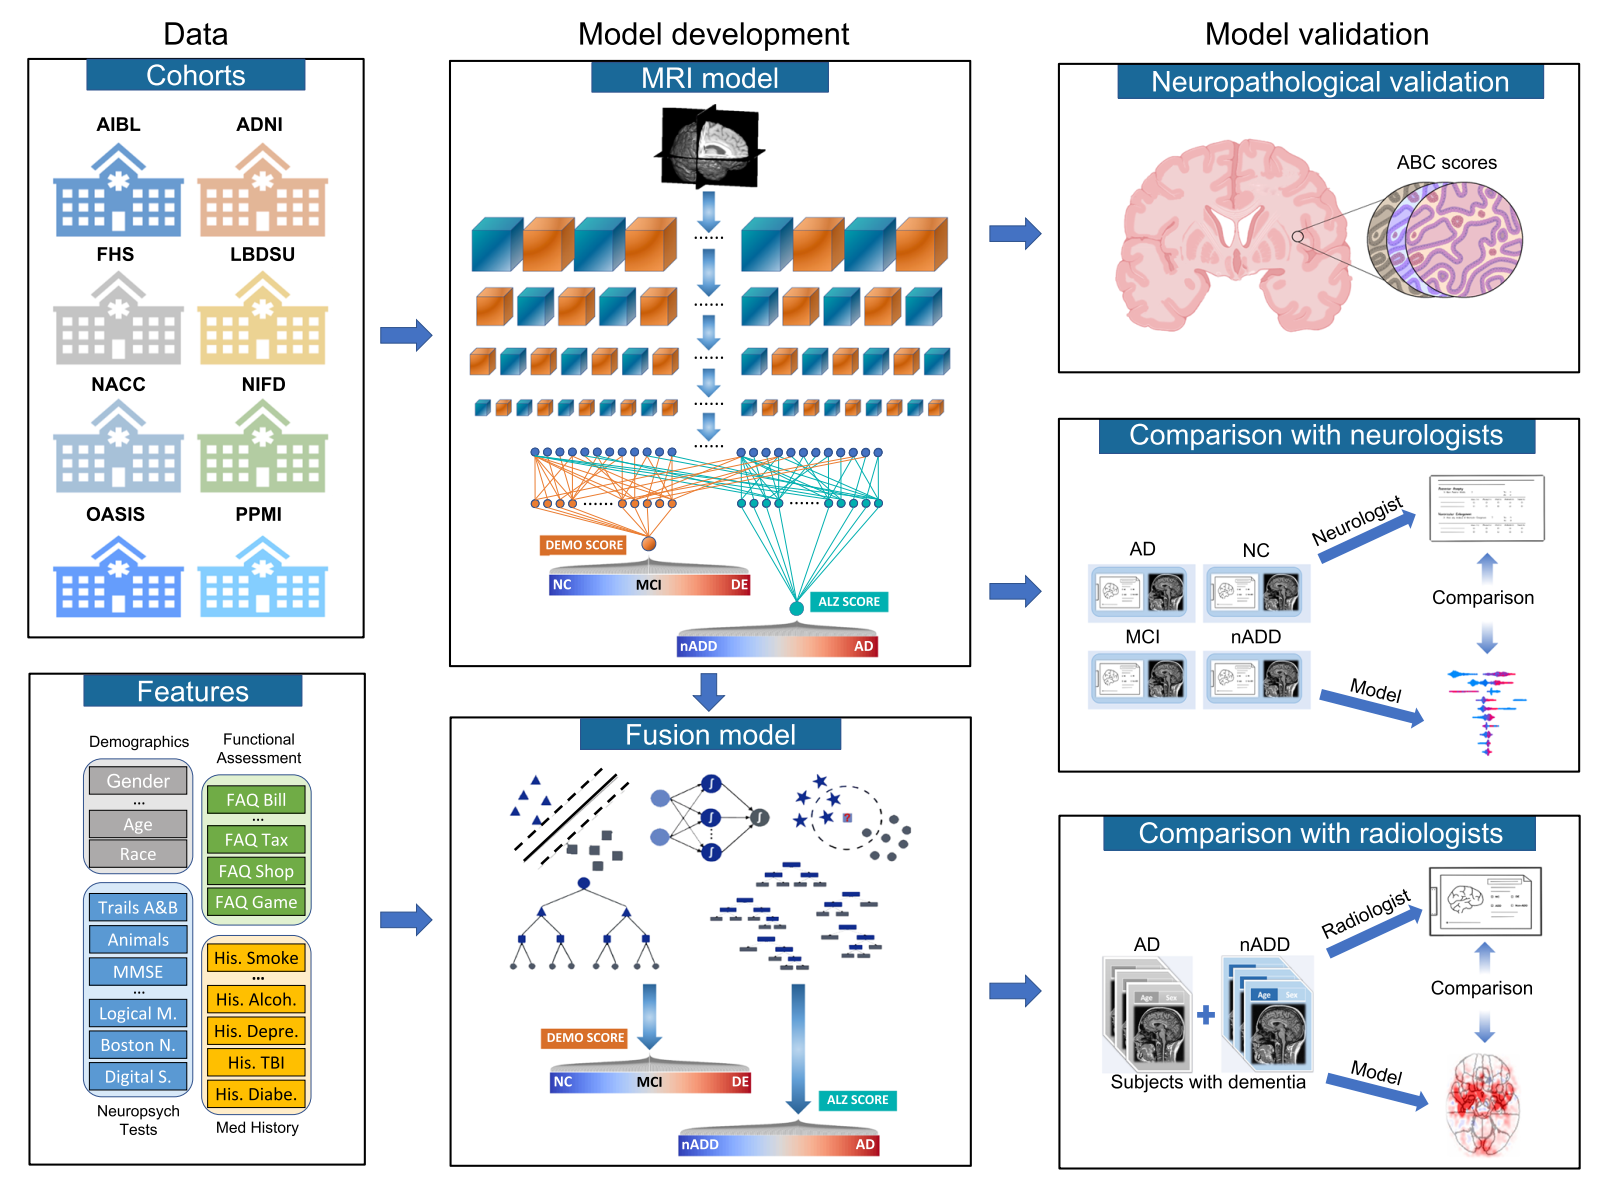 Data
Cohorts
AIBL
ADNI
FHS
LBDSU
NACC
NIFD
OASIS
PPMI
Features
Demographics
Gender
...
Age
Race
Functional
Assessment
FAQ Bill
...
FAQ Tax
FAQ Shop
FAQ Game
Trails A&B
Animals
MMSE
...
Logical M.
Boston N.
Digital S.
Neuropsych
Tests
His. Smoke
...
His. Alcoh.
His. Depre.
His. TBI
His. Diabe.
Med History
Model development
MRI model
......
......
......
......
......
......
......
DEMO SCORE
NC
MCI
DE
ALZ SCORE
nADD
AD
Fusion model
?
DEMO SCORE
NC
MCI
DE
ALZ SCORE
nADD
AD
Model validation
Neuropathological validation
ABC scores
Comparison with neurologists
AD
NC
MCI
nADD
Neurologist
Comparison
Model
Comparison with radiologists
AD
nADD
Age
Sex
Age
Sex
Subjects with dementia
Radiologist
Comparison
Model